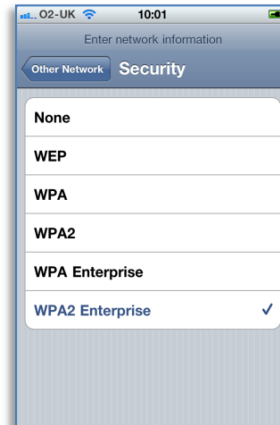 O2-UK 10:01
Enter network information
Other Network Security
None
WEP
WPA
WPA2
WPA Enterprise
WPA2 Enterprise